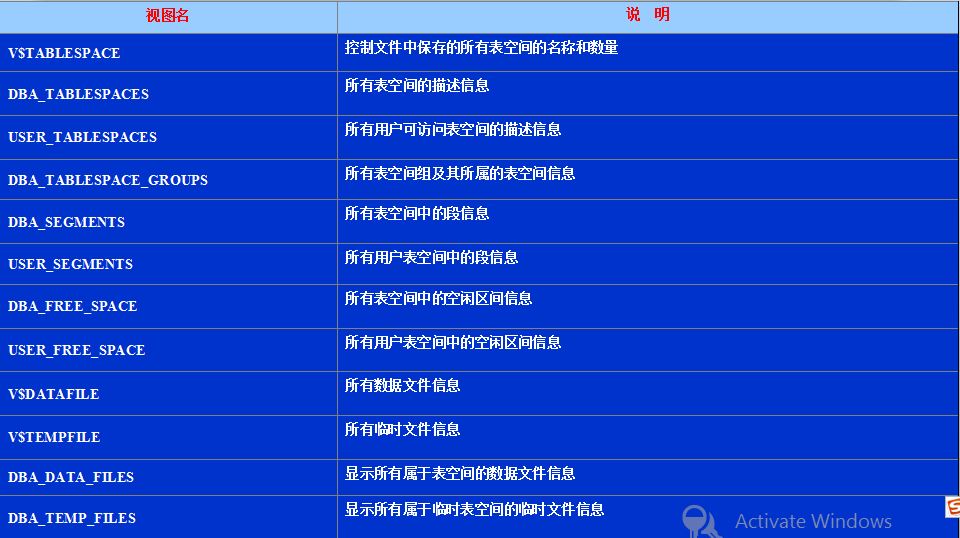 视图名 说 明
V$TABLESPACE 控制文件中保存的所有表空间的名称和数量
DBA_TABLESPACES 所有表空间的描述信息
USER_TABLESPACES 所有用户可访问表空间的描述信息
DBA_TABLESPACE_GROUPS 所有表空间组及其所属的表空间信息
DBA_SEGMENTS 所有表空间中的段信息
USER_SEGMENTS 所有用户表空间中的段信息
DBA_FREE_SPACE 所有表空间中的空闲区间信息
USER_FREE_SPACE 所有用户表空间中的空闲区间信息
V$DATAFILE 所有数据文件信息
V$TEMPFILE 所有临时文件信息
DBA_DATA_FILES 显示所有属于表空间的数据文件信息
DBA_TEMP_FILES 显示所有属于临时表空间的临时文件信息
Activate Windows